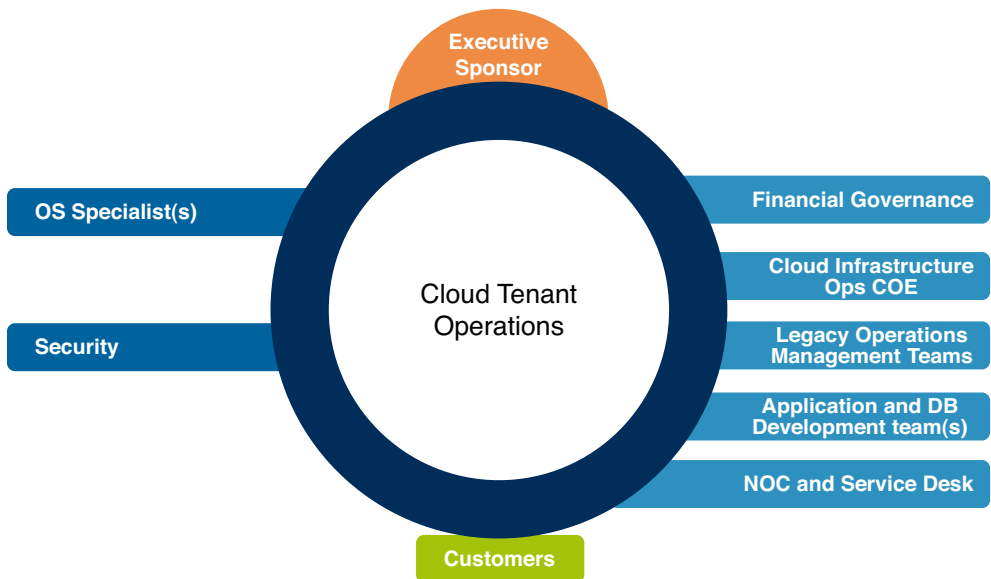 Executive
Sponsor
OS Specialist(s)
Security
Cloud Tenant
Operations
Financial Governance
Cloud Infrastructure
Ops COE
Legacy Operations
Management Teams
Application and DB
Development team(s)
NOC and Service Desk
Customers